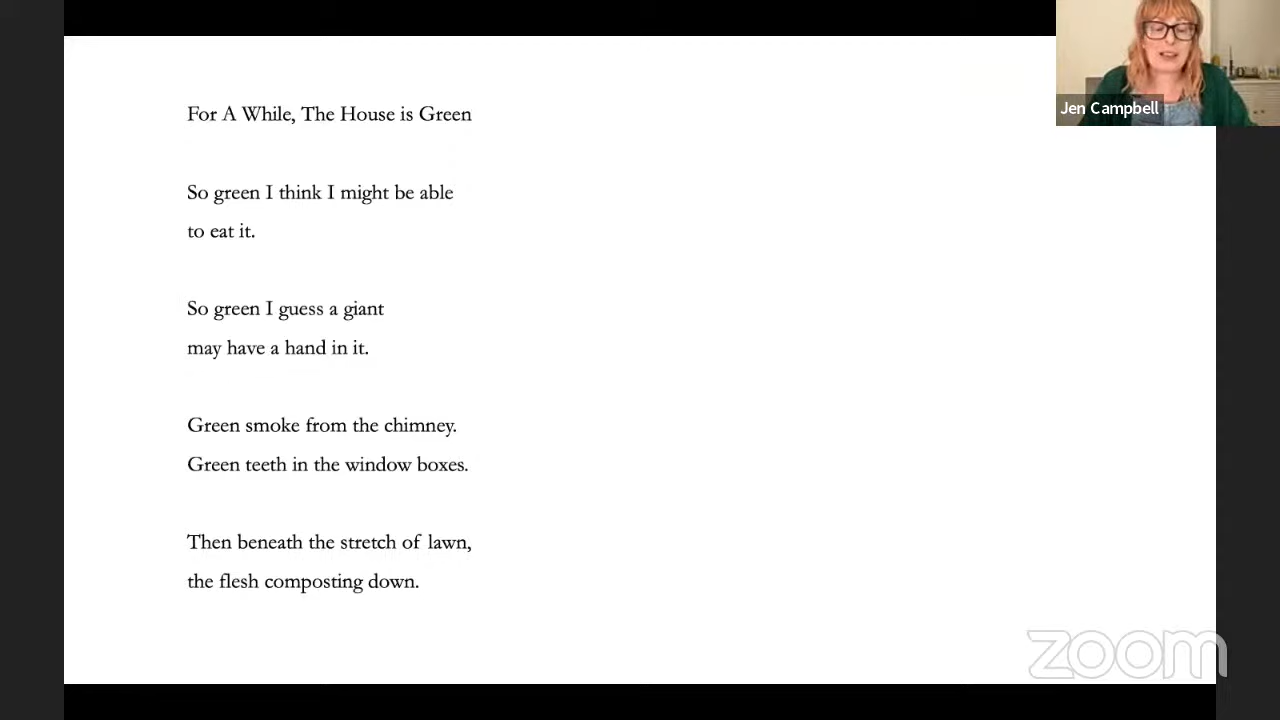 Jen Campbell
For A While, The House is Green
So green I think I might be able
to eat it.
So green I guess a giant
may have a hand in it.
Green smoke from the chimney.
Green teeth in the window boxes.
Then beneath the stretch of lawn,
the flesh composting down.
zoom